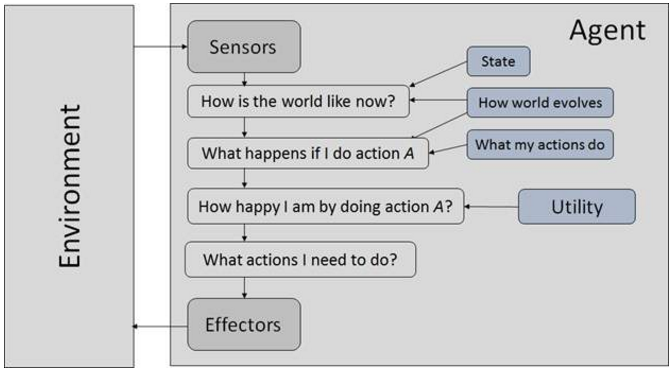 Agent
Environment
Sensors
State
How is the world like now?
How world evolves
What happens if I do action A
What my actions do
How happy I am by doing action A?
Utility
What actions I need to do?
Effectors